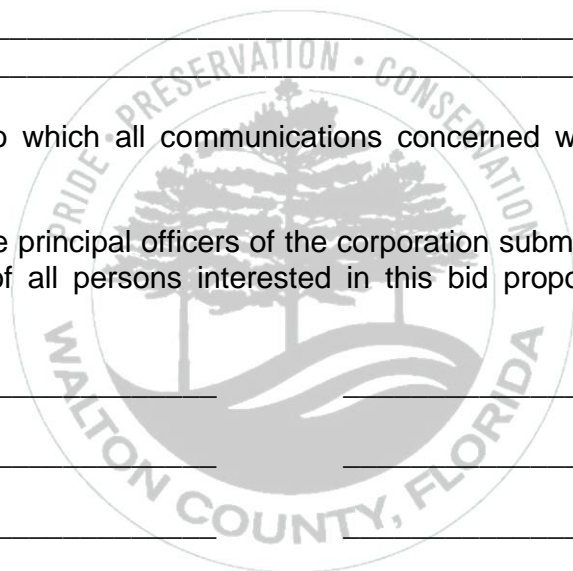 PRIDE • PRESERVATION • CONSERVATION
o which all communications concerned w
e principal officers of the corporation subm
of all persons interested in this bid propo
WALTON COUNTY, FLORIDA